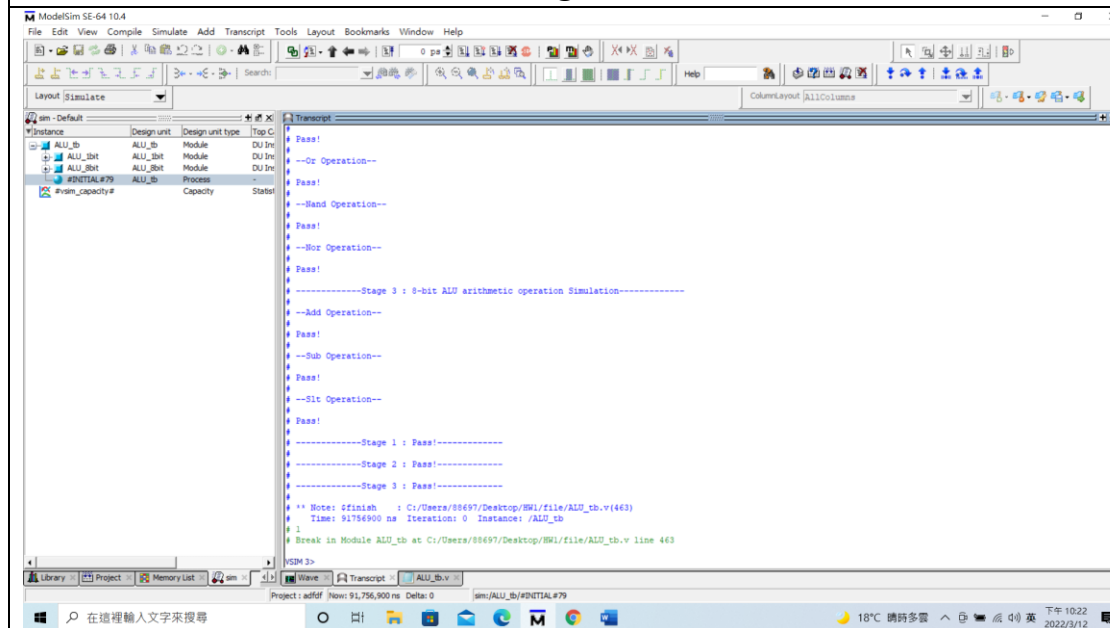 ModelSim SE-64 10.4
File Edit View Compile Simulate Add Transcript Tools Layout Bookmarks Window Help
0 ps
Search:
Help
Layout Simulate
ColumnLayout AllColumns
sim - Default
Instance Design unit Design unit type Top C
ALU_tb ALU_tb Module DU In
ALU_1bit ALU_1bit Module DU In
ALU_8bit ALU_8bit Module DU In
#INITIAL#79 ALU_tb Process -
#vsim_capacity# Capacity Statist
Transcript
#
# Pass!
#
# --Or Operation--
#
# Pass!
#
# --Nand Operation--
#
# Pass!
#
# --Nor Operation--
#
# Pass!
#
# -------------Stage 3 : 8-bit ALU arithmetic operation Simulation-------------
#
# --Add Operation--
#
# Pass!
#
# --Sub Operation--
#
# Pass!
#
# --Slt Operation--
#
# Pass!
#
# -------------Stage 1 : Pass!-------------
#
# -------------Stage 2 : Pass!-------------
#
# -------------Stage 3 : Pass!-------------
#
# ** Note: $finish : C:/Users/88697/Desktop/HW1/file/ALU_tb.v(463)
# Time: 91756900 ns Iteration: 0 Instance: /ALU_tb
# 1
# Break in Module ALU_tb at C:/Users/88697/Desktop/HW1/file/ALU_tb.v line 463
VSIM 3>
Library Project Memory List sim Wave Transcript ALU_tb.v
Project : adfdf Now: 91,756,900 ns Delta: 0 sim:/ALU_tb/#INITIAL#79
在這裡輸入文字來搜尋
18°C 晴時多雲 英 下午 10:22
2022/3/12